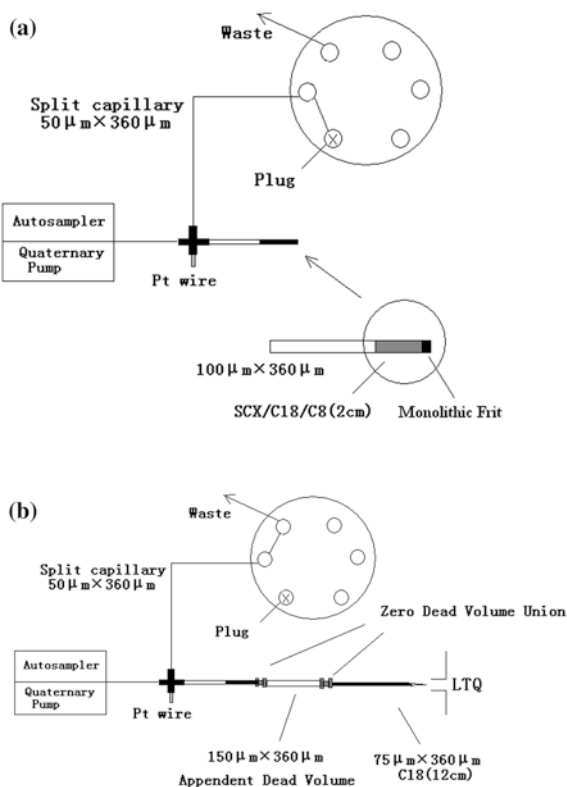 (a)
Waste
Split capillary
50μm×360μm
Plug
Autosampler
Quaternary
Pump
Pt wire
100μm×360μm
SCX/C18/C8(2cm)
Monolithic Frit
(b)
Waste
Split capillary
50μm×360μm
Plug
Zero Dead Volume Union
Autosampler
Quaternary
Pump
Pt wire
LTQ
150μm×360μm
Appendent Dead Volume
75μm×360μm
C18(12cm)